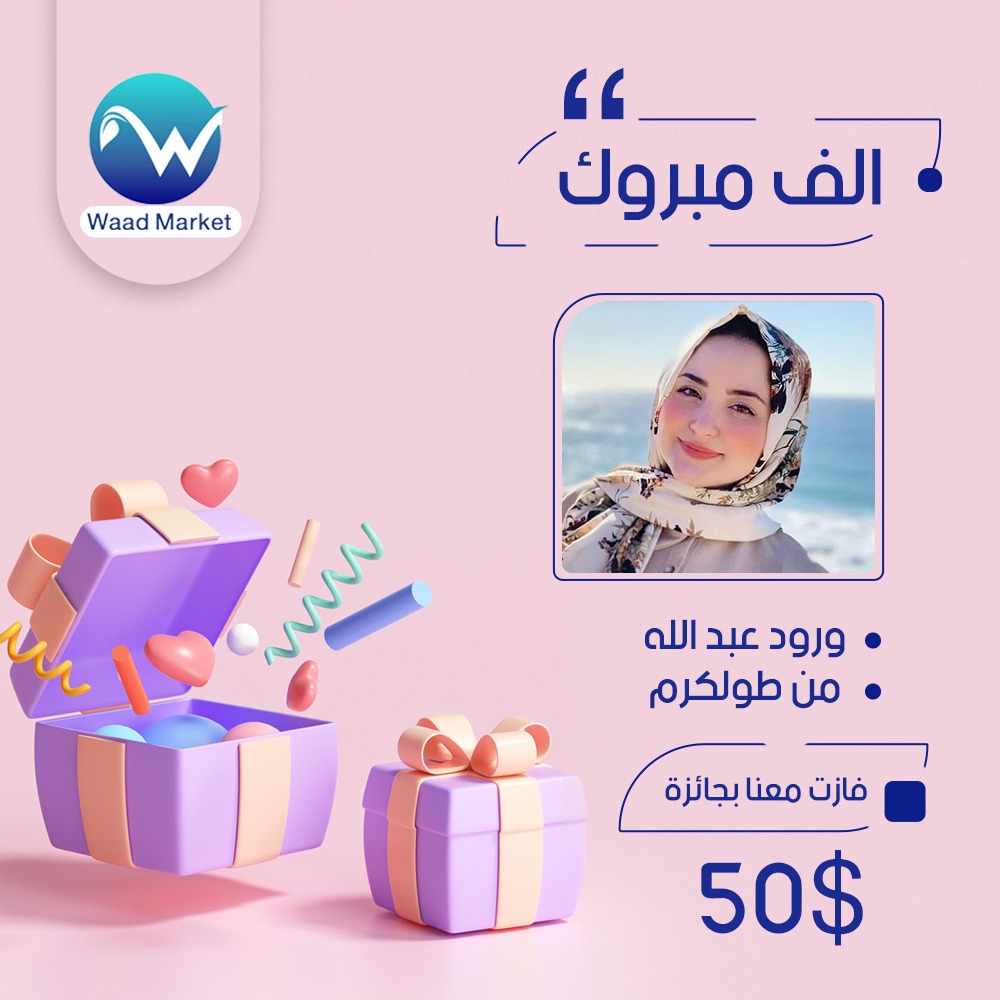 Waad Market
الف مبروك
ورود عبد الله
من طولكرم
فازت معنا بجائزة
50$